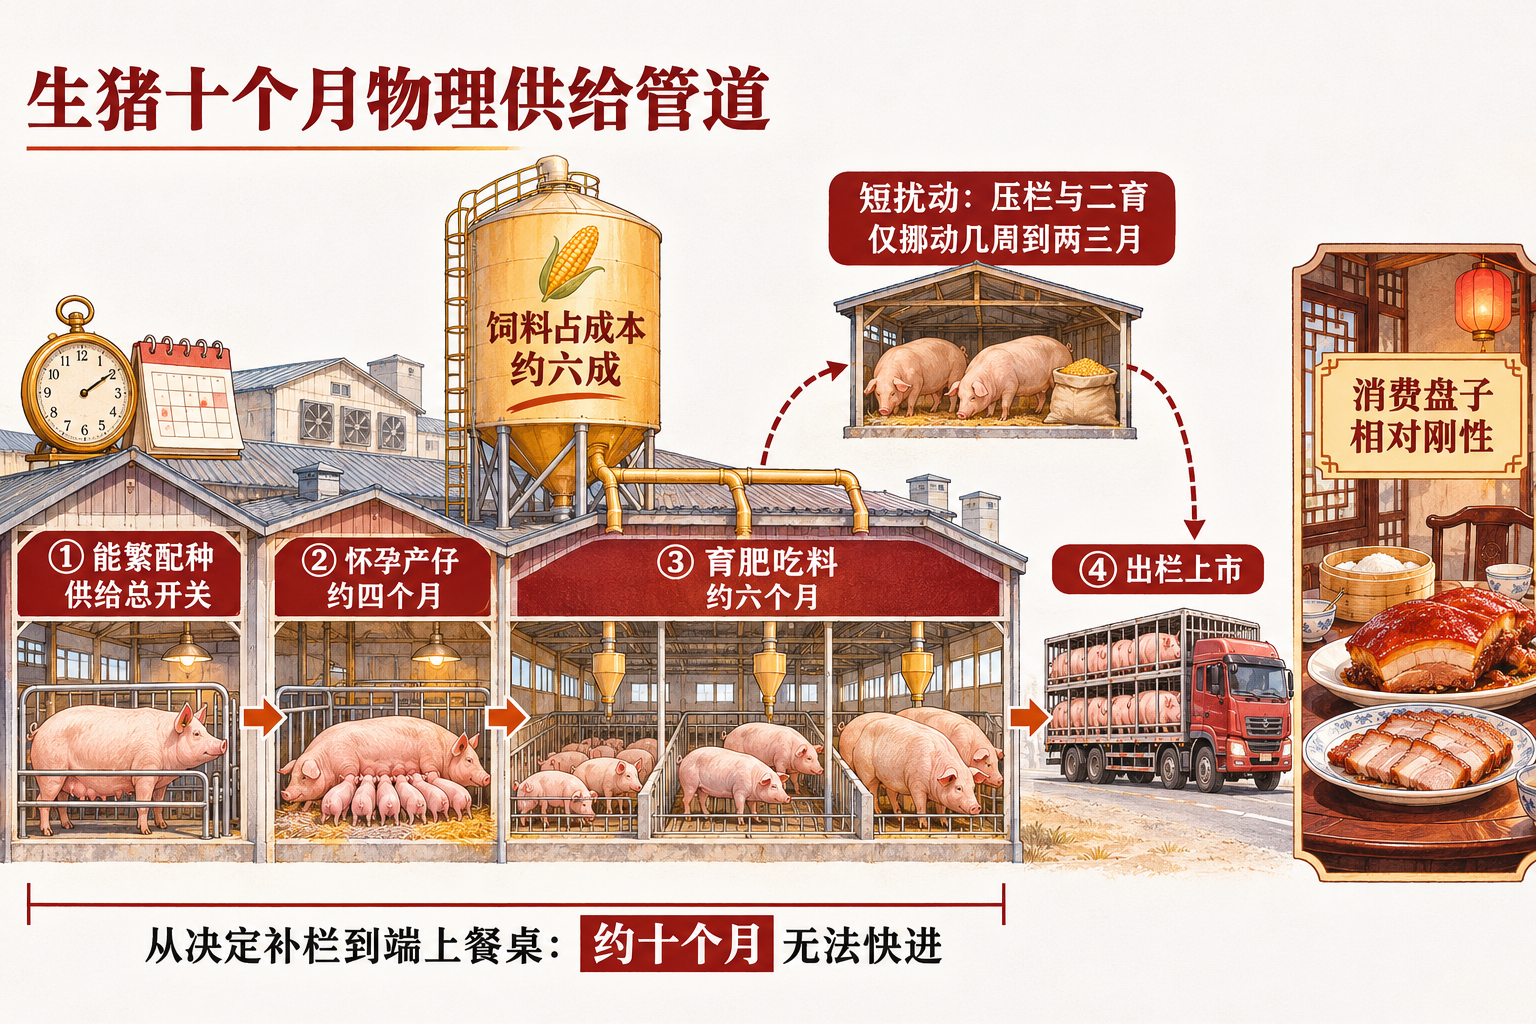 生猪十个月物理供给管道
短扰动：压栏与二育
仅挪动几周到两三月
饲料占成本
约六成
消费盘子
相对刚性
① 能繁配种
供给总开关
② 怀孕产仔
约四个月
③ 育肥吃料
约六个月
④ 出栏上市
从决定补栏到端上餐桌：约十个月 无法快进